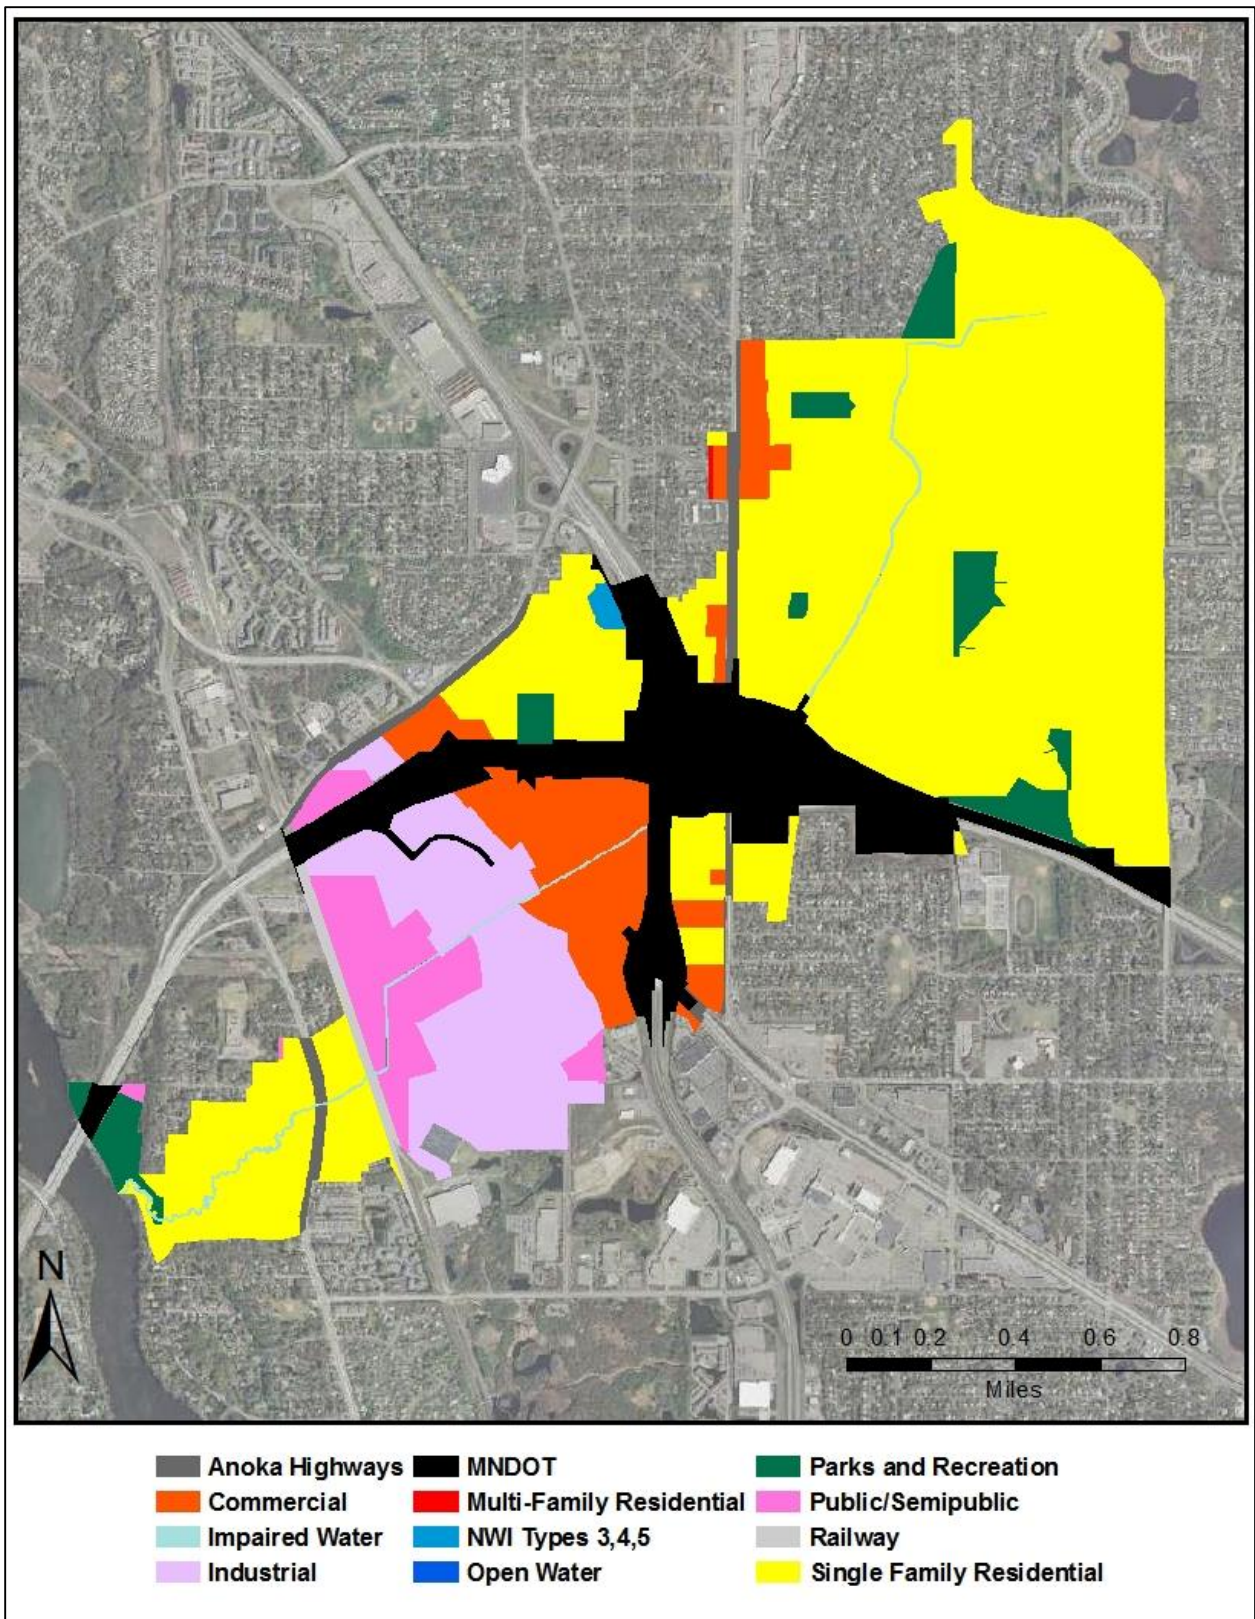 N
0 0.1 0.2 0.4 0.6 0.8
Miles
Anoka Highways MNDOT Parks and Recreation
Commercial Multi-Family Residential Public/Semipublic
Impaired Water NWI Types 3,4,5 Railway
Industrial Open Water Single Family Residential